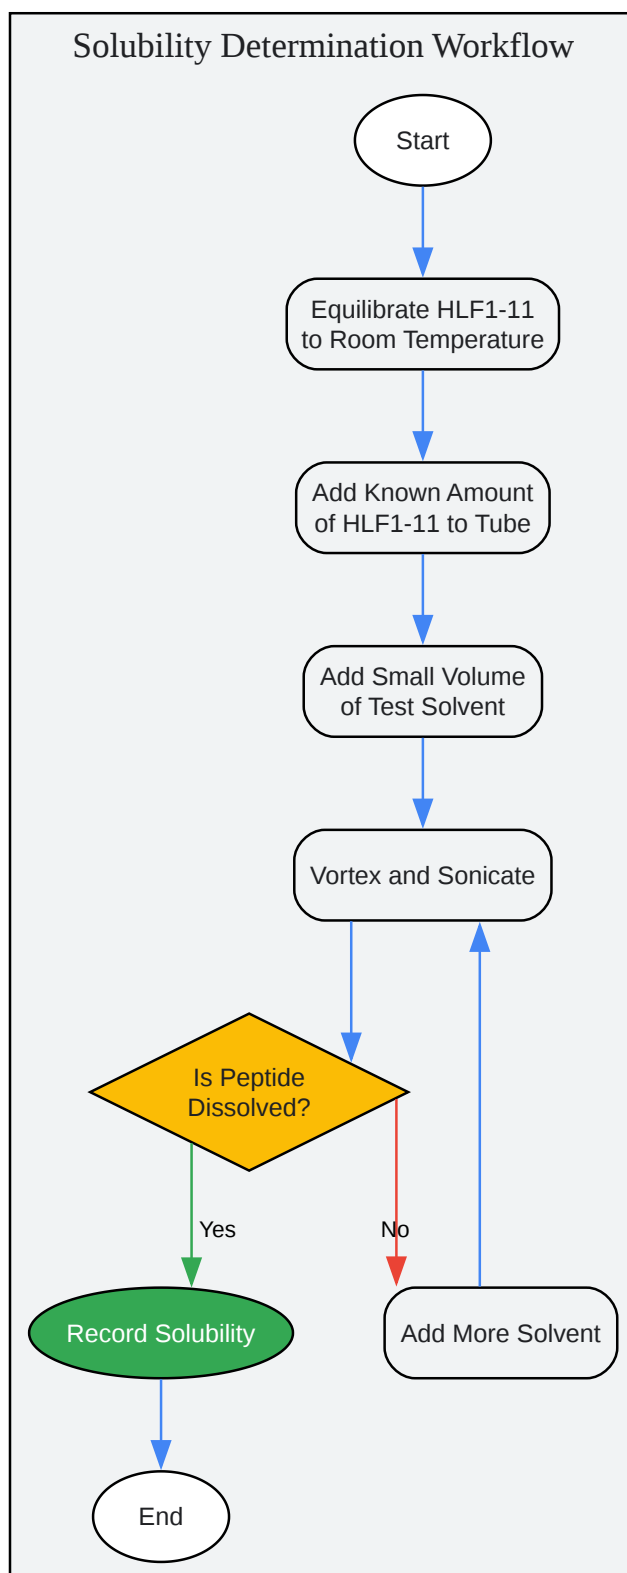 Solubility Determination Workflow
Start
Equilibrate HLF1-11
to Room Temperature
Add Known Amount
of HLF1-11 to Tube
Add Small Volume
of Test Solvent
Vortex and Sonicate
Is Peptide
Dissolved?
Yes
No
Record Solubility
Add More Solvent
End